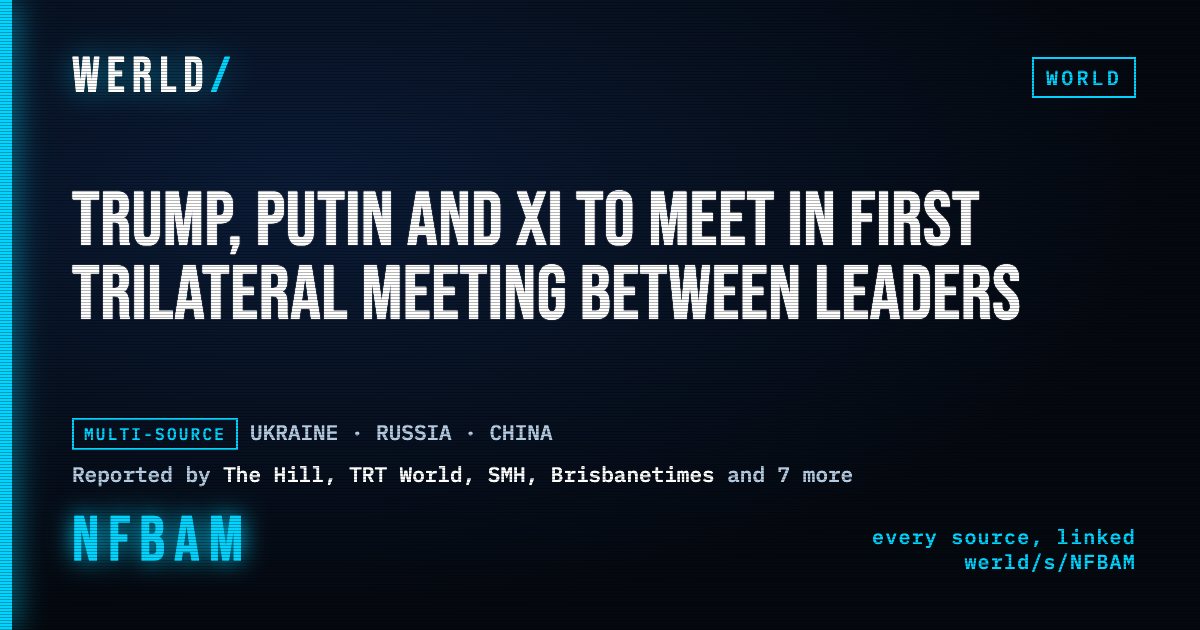 WERLD/
WORLD
TRUMP, PUTIN AND XI TO MEET IN FIRST
TRILATERAL MEETING BETWEEN LEADERS
MULTI-SOURCE UKRAINE · RUSSIA · CHINA
Reported by The Hill, TRT World, SMH, Brisbanetimes and 7 more
NFBAM
every source, linked
werld/s/NFBAM